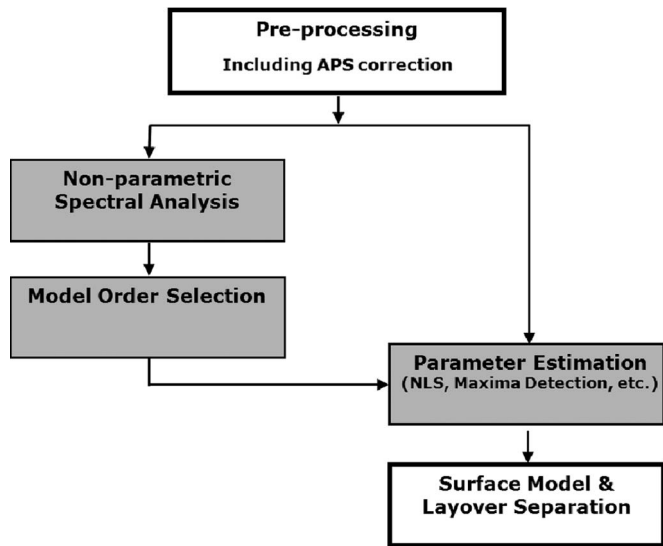 Pre-processing
Including APS correction
Non-parametric
Spectral Analysis
Model Order Selection
Parameter Estimation
(NLS, Maxima Detection, etc.)
Surface Model &
Layover Separation